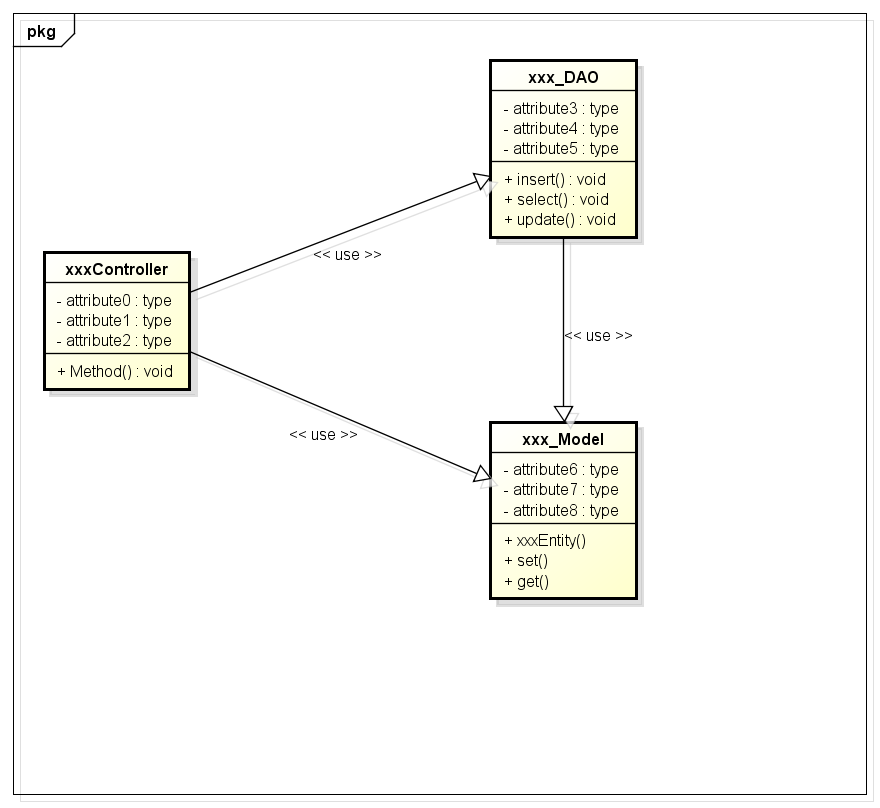 pkg
xxx_DAO
- attribute3 : type
- attribute4 : type
- attribute5 : type
+ insert() : void
+ select() : void
+ update() : void
<< use >>
xxxController
- attribute0 : type
- attribute1 : type
- attribute2 : type
+ Method() : void
<< use >>
<< use >>
xxx_Model
- attribute6 : type
- attribute7 : type
- attribute8 : type
+ xxxEntity()
+ set()
+ get()